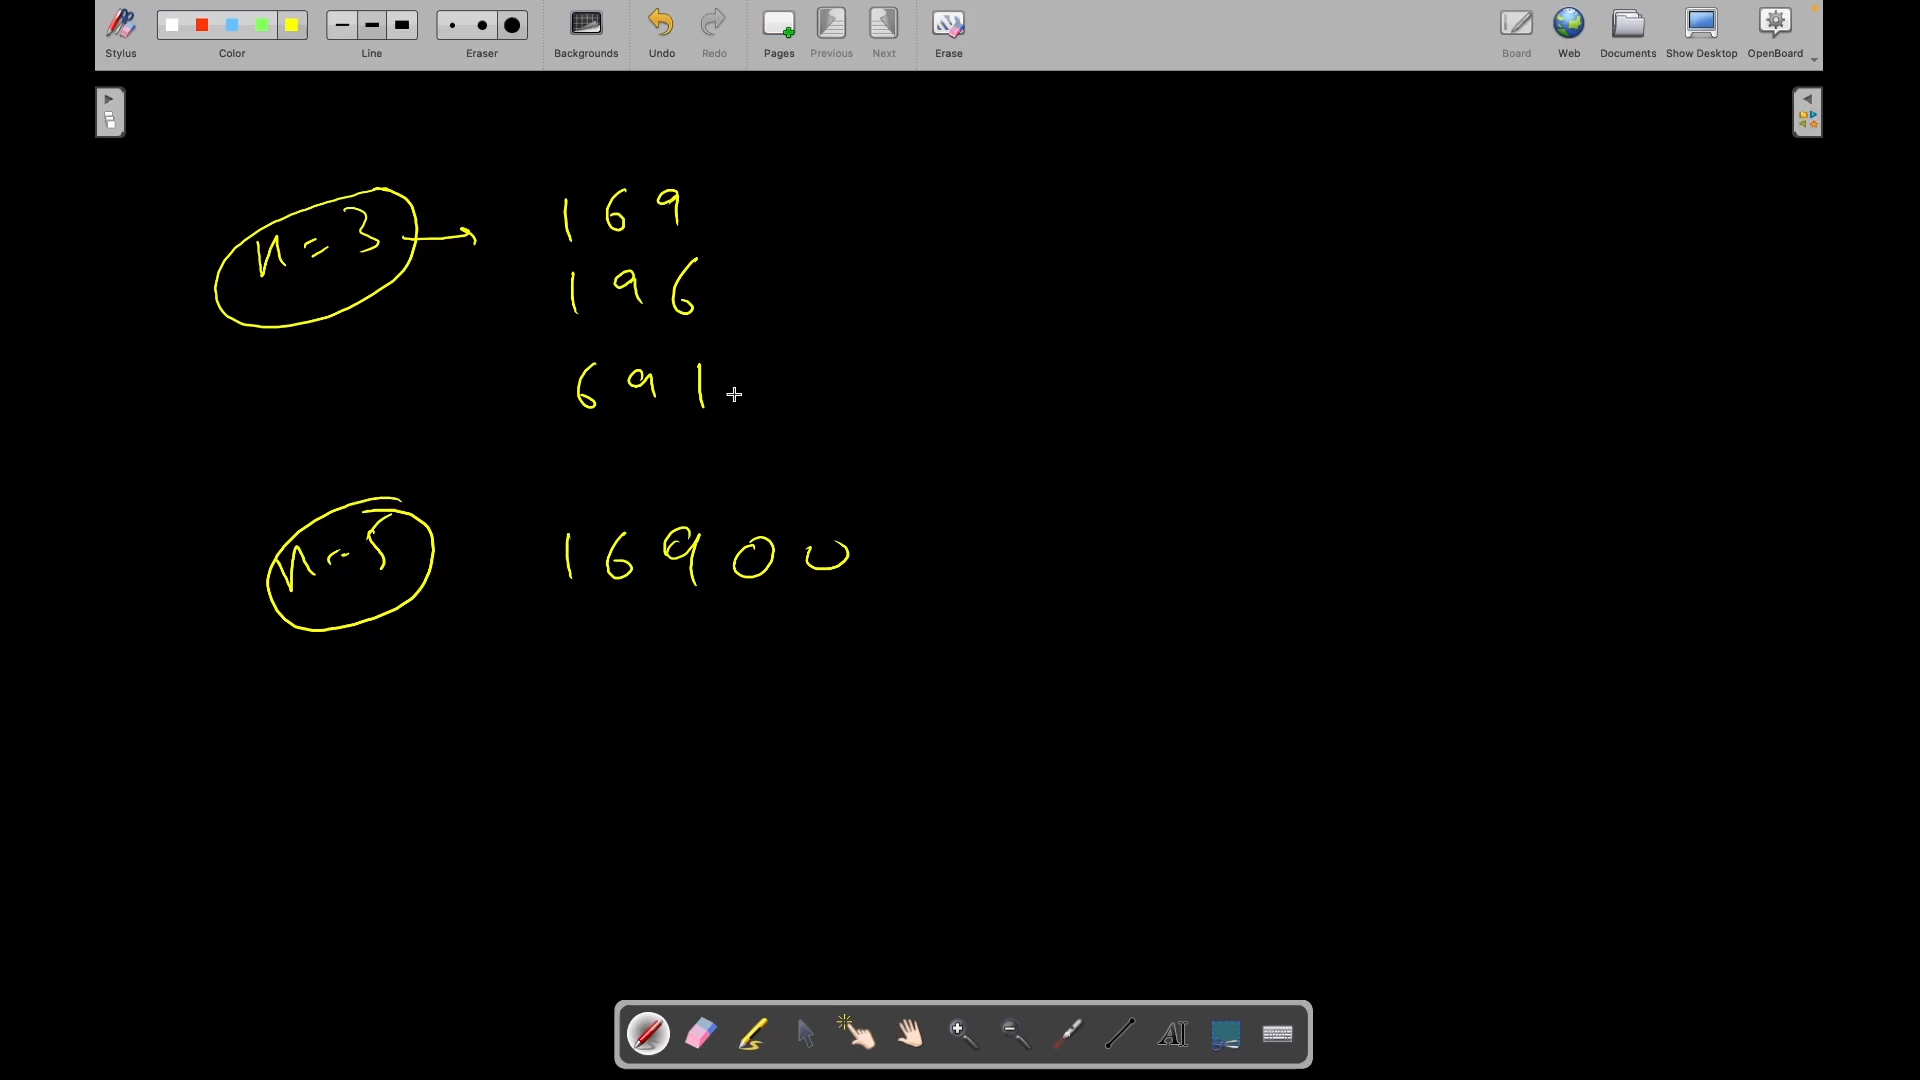 Stylus Color Line Eraser Backgrounds Undo Redo Pages Previous Next Erase Board Web Documents Show Desktop OpenBoard
n = 3 → 1 6 9
1 9 6
6 9 1
n = 5 1 6 9 0 0
AI